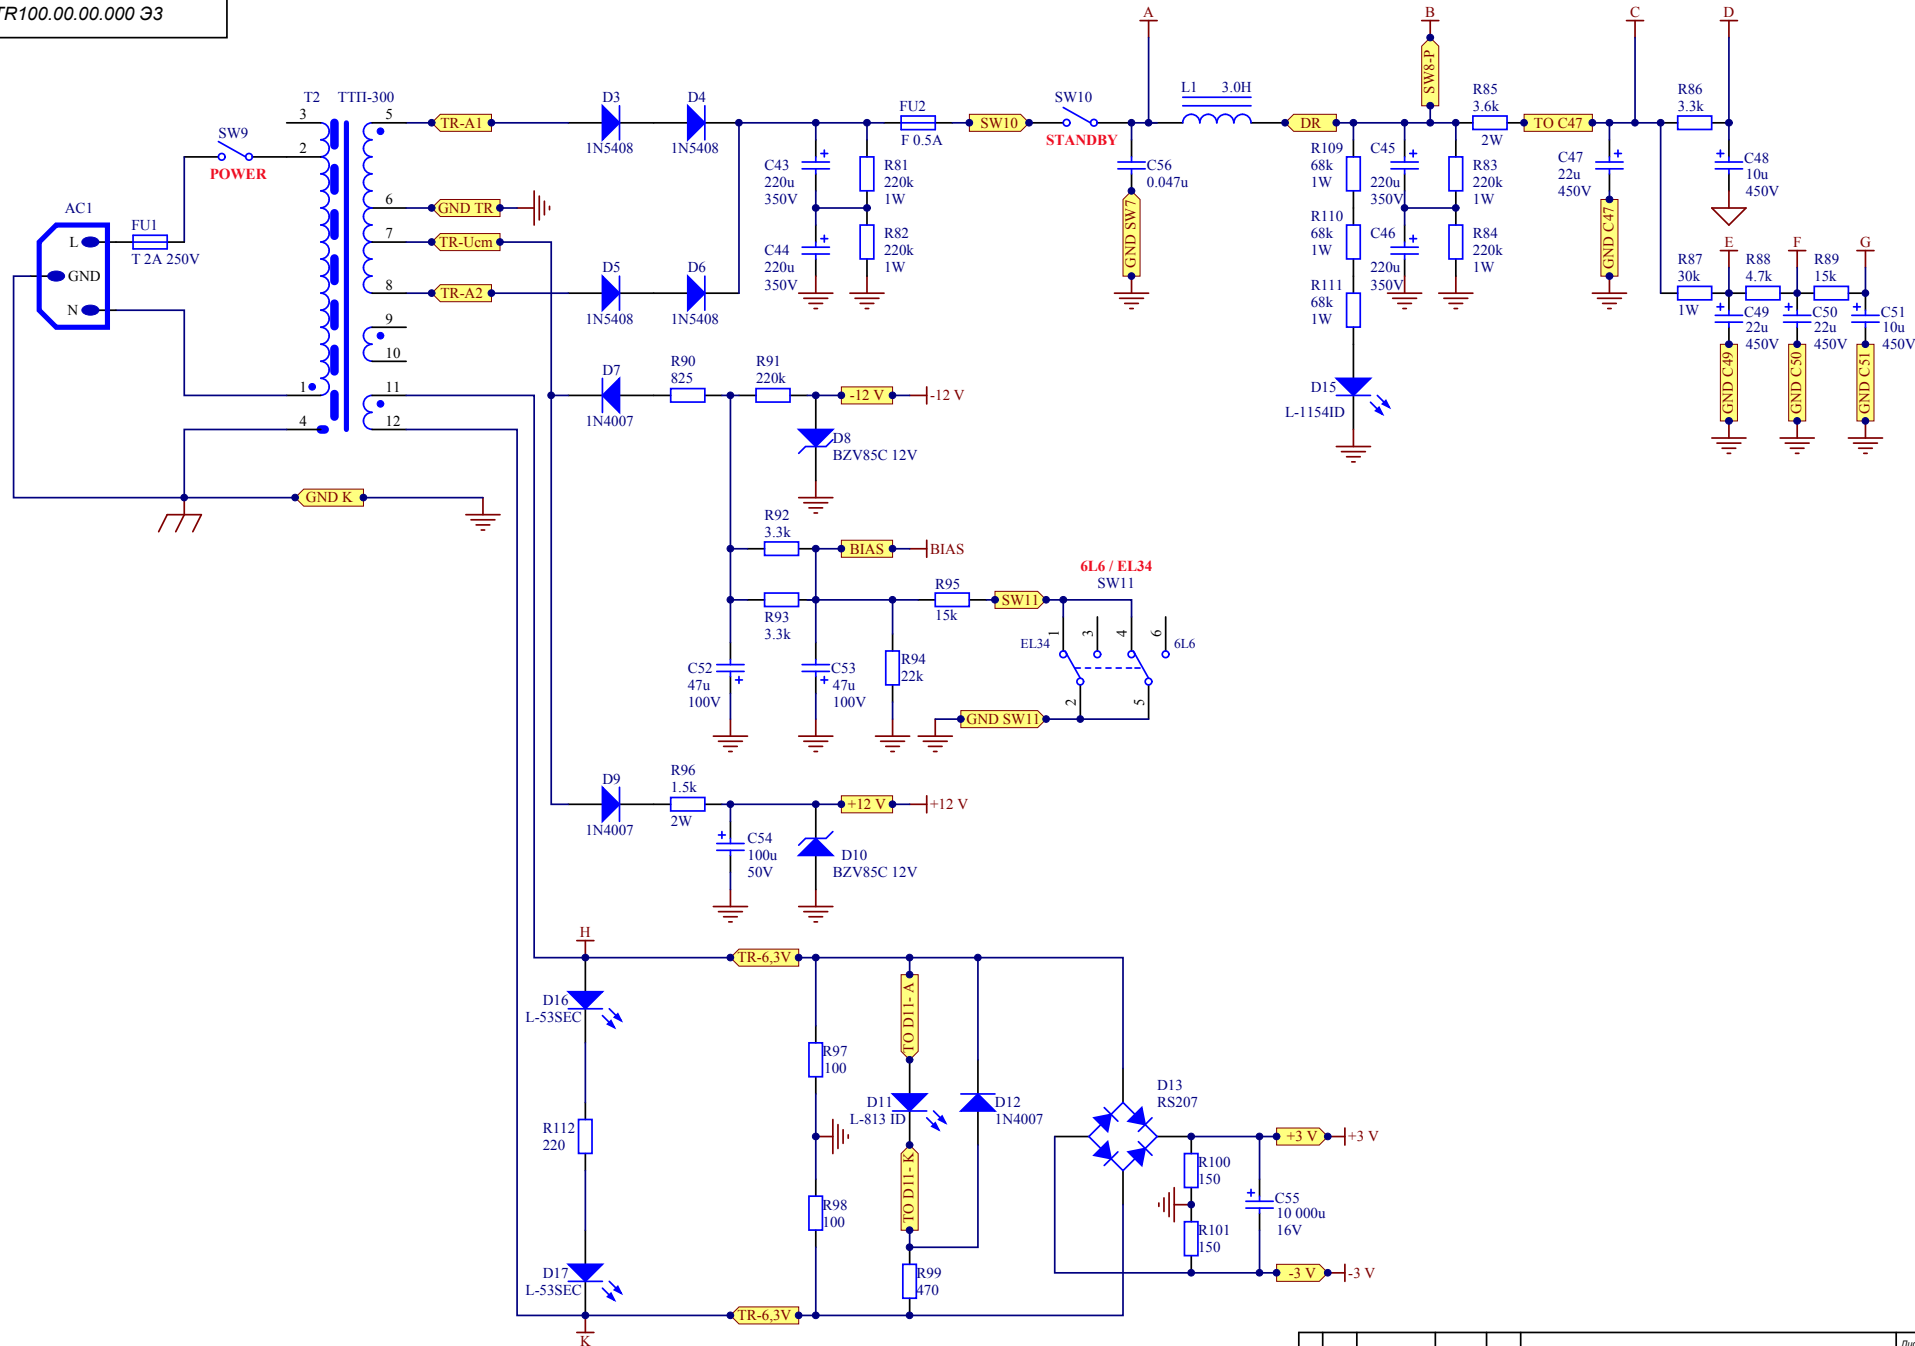 TR100.00.00.000 Э3
A
B
C
D
SW8-P
T2 ТТП-300
3
2
1
4
5
6
7
8
9
10
11
12
SW9
POWER
AC1
L
GND
N
FU1
T 2A 250V
GND K
TR-A1
GND TR
TR-Ucm
TR-A2
D3
1N5408
D4
1N5408
D5
1N5408
D6
1N5408
C43
220u
350V
R81
220k
1W
C44
220u
350V
R82
220k
1W
FU2
F 0.5A
SW10
SW10
STANDBY
C56
0.047u
GND SW7
L1 3.0H
DR
R109
68k
1W
R110
68k
1W
R111
68k
1W
D15
L-1154ID
C45
220u
350V
C46
220u
350V
R83
220k
1W
R84
220k
1W
R85
3.6k
2W
TO C47
C47
22u
450V
GND C47
R86
3.3k
C48
10u
450V
E
F
G
R87
30k
1W
R88
4.7k
R89
15k
C49
22u
450V
C50
22u
450V
C51
10u
450V
GND C49
GND C50
GND C51
D7
1N4007
R90
825
R91
220k
-12 V
-12 V
D8
BZV85C 12V
R92
3.3k
BIAS
BIAS
R93
3.3k
R95
15k
SW11
6L6 / EL34
SW11
EL34
1
3
4
6
6L6
2
5
C52
47u
100V
C53
47u
100V
R94
22k
GND SW11
D9
1N4007
R96
1.5k
2W
+12 V
+12 V
C54
100u
50V
D10
BZV85C 12V
H
TR-6,3V
D16
L-53SEC
R112
220
D17
L-53SEC
K
R97
100
R98
100
TO D11- A
D11
L-813 ID
TO D11- K
D12
1N4007
R99
470
TR-6,3V
D13
RS207
R100
150
R101
150
C55
10 000u
16V
+3 V
+3 V
-3 V
-3 V